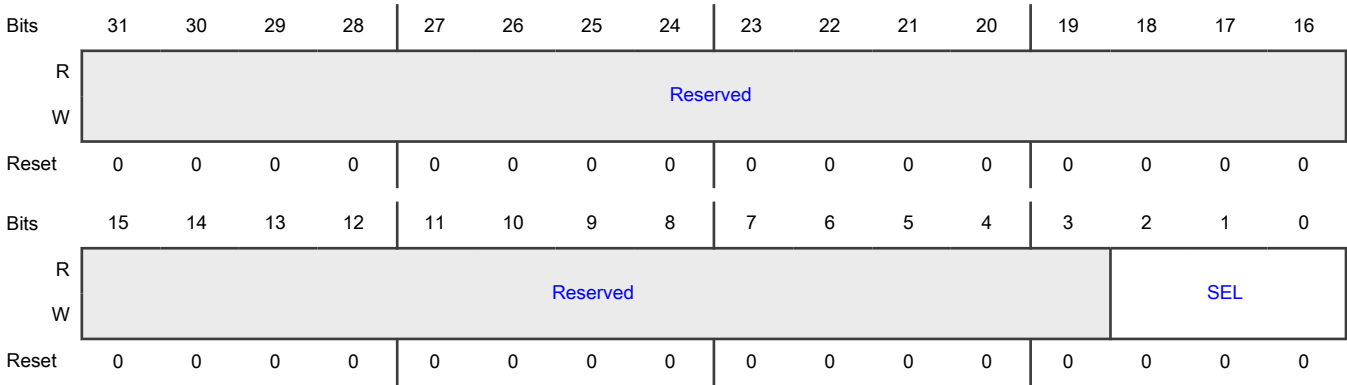 Bits 31 30 29 28 27 26 25 24 23 22 21 20 19 18 17 16
R
Reserved
W
Reset 0 0 0 0 0 0 0 0 0 0 0 0 0 0 0 0
Bits 15 14 13 12 11 10 9 8 7 6 5 4 3 2 1 0
R
Reserved SEL
W
Reset 0 0 0 0 0 0 0 0 0 0 0 0 0 0 0 0